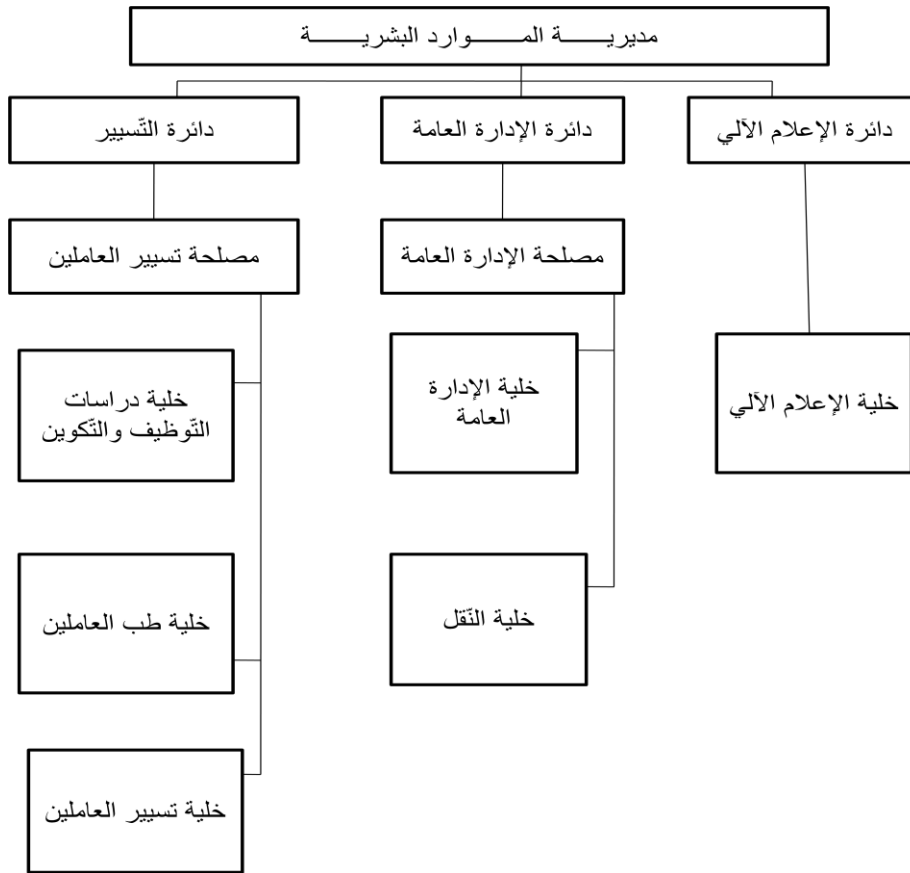 مديريـــــة المـــــوارد البشريـــــة
دائرة الإعلام الآلي
دائرة الإدارة العامة
دائرة التّسيير
مصلحة الإدارة العامة
مصلحة تسيير العاملين
خلية الإعلام الآلي
خلية الإدارة
العامة
خلية دراسات
التّوظيف والتّكوين
خلية النّقل
خلية طب العاملين
خلية تسيير العاملين